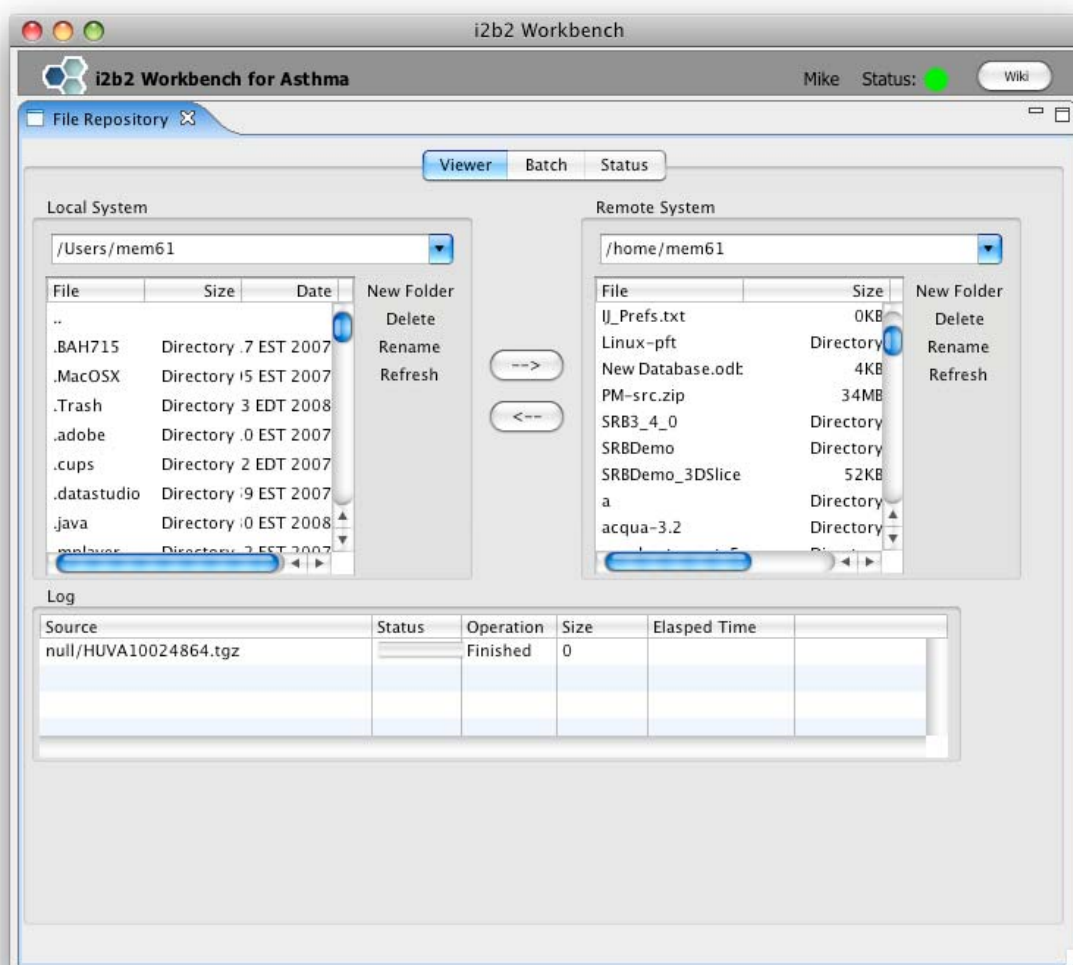 i2b2 Workbench
i2b2 Workbench for Asthma Mike Status: Wiki
File Repository
Viewer Batch Status
Local System
/Users/mem61
File Size Date
..
.BAH715 Directory .7 EST 2007
.MacOSX Directory EST 2007
.Trash Directory 3 EDT 2008
.adobe Directory .0 EST 2007
.cups Directory 2 EDT 2007
.datastudio Directory 9 EST 2007
.java Directory 0 EST 2008
.mplayer Directory 2 EST 2007
New Folder
Delete
Rename
Refresh
-->
<--
Remote System
/home/mem61
File Size
IJ_Prefs.txt 0KB
Linux-pft Directory
New Database.odb 4KB
PM-src.zip 34MB
SRB3_4_0 Directory
SRBDemo Directory
SRBDemo_3DSlice 52KB
a Directory
acqua-3.2 Directory
New Folder
Delete
Rename
Refresh
Log
Source Status Operation Size Elasped Time
null/HUVA10024864.tgz Finished 0